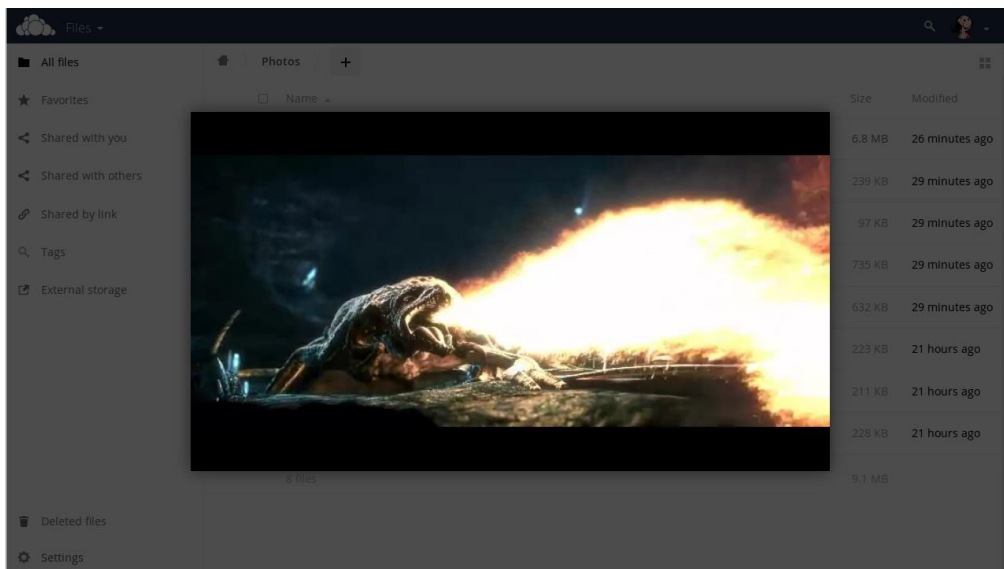 Files
All files
Photos
+
Favorites
Name
Size
Modified
Shared with you
6.8 MB
26 minutes ago
Shared with others
239 KB
29 minutes ago
Shared by link
97 KB
29 minutes ago
Tags
735 KB
29 minutes ago
External storage
632 KB
29 minutes ago
223 KB
21 hours ago
211 KB
21 hours ago
228 KB
21 hours ago
8 files
9.1 MB
Deleted files
Settings